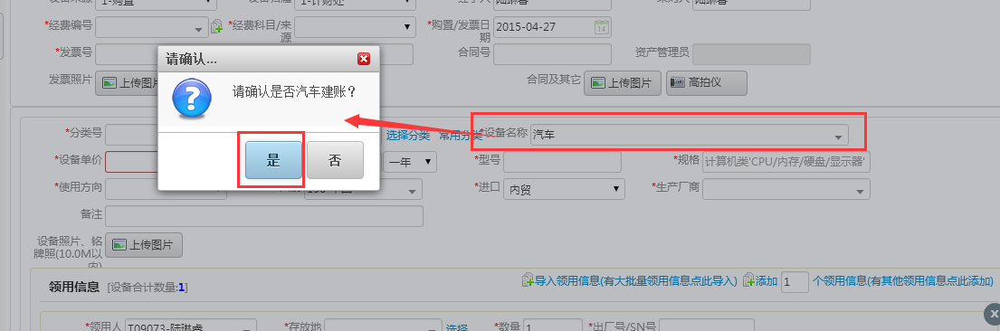 1-购置 1-计财处
*经费编号 *经费科目/来源 *购置/发票日期 2015-04-27
*发票号 合同号 资产管理员
发票照片 上传图片 合同及其它 上传图片 高拍仪
请确认...
请确认是否汽车建账？
是 否
*分类号 选择分类 常用分类 *设备名称 汽车
*设备单价 一年 *型号 *规格 计算机类'CPU/内存/硬盘/显示器'
*使用方向 *进口 内贸 *生产厂商
备注
设备照片、铭牌照(10.0M以内) 上传图片
领用信息 [设备合计数量:1] 导入领用信息(有大批量领用信息点此导入) 添加 1 个领用信息(有其他领用信息点此添加)
*领用人 T09073-陆琳睿 *存放地 选择 *数量 1 *出厂号/SN号